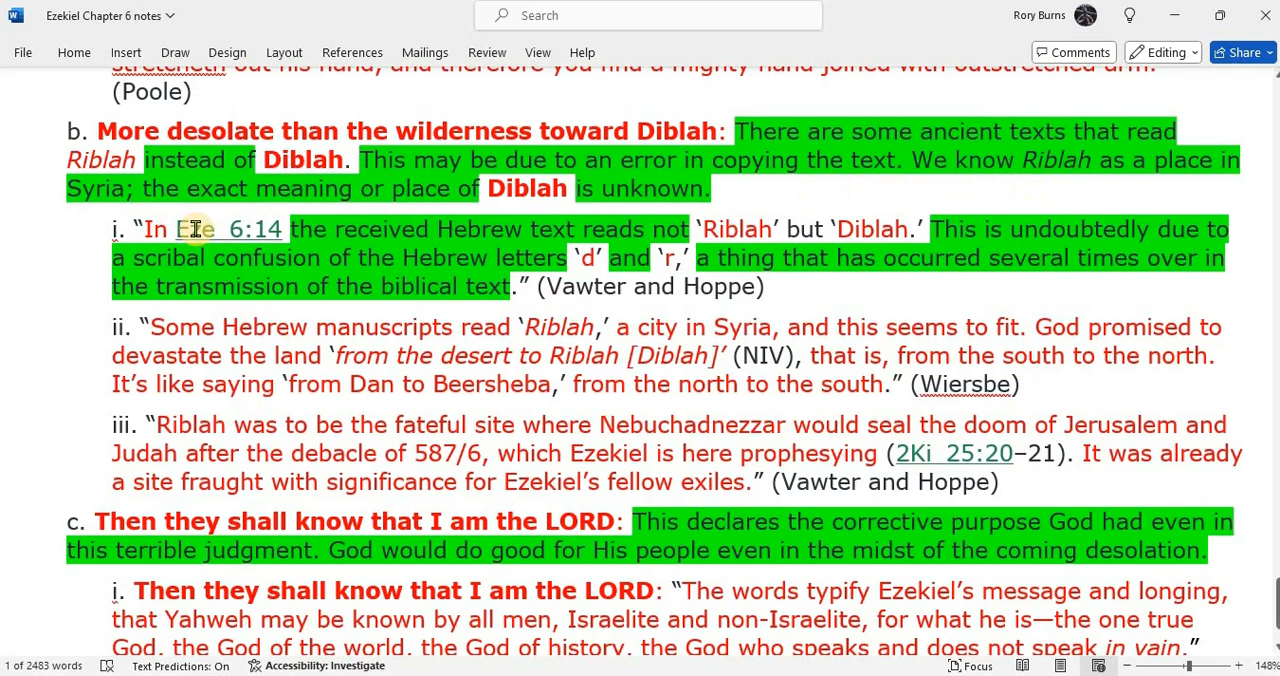 Ezekiel Chapter 6 notes
Search
Rory Burns
File Home Insert Draw Design Layout References Mailings Review View Help
Comments Editing Share
stretcheth out his hand, and therefore you find a mighty hand joined with outstretched arm."
(Poole)
b. More desolate than the wilderness toward Diblah: There are some ancient texts that read
Riblah instead of Diblah. This may be due to an error in copying the text. We know Riblah as a place in
Syria; the exact meaning or place of Diblah is unknown.
i. “In Eze 6:14 the received Hebrew text reads not ‘Riblah’ but ‘Diblah.’ This is undoubtedly due to
a scribal confusion of the Hebrew letters ‘d’ and ‘r,’ a thing that has occurred several times over in
the transmission of the biblical text.” (Vawter and Hoppe)
ii. “Some Hebrew manuscripts read ‘Riblah,’ a city in Syria, and this seems to fit. God promised to
devastate the land ‘from the desert to Riblah [Diblah]’ (NIV), that is, from the south to the north.
It’s like saying ‘from Dan to Beersheba,’ from the north to the south.” (Wiersbe)
iii. “Riblah was to be the fateful site where Nebuchadnezzar would seal the doom of Jerusalem and
Judah after the debacle of 587/6, which Ezekiel is here prophesying (2Ki 25:20–21). It was already
a site fraught with significance for Ezekiel’s fellow exiles.” (Vawter and Hoppe)
c. Then they shall know that I am the LORD: This declares the corrective purpose God had even in
this terrible judgment. God would do good for His people even in the midst of the coming desolation.
i. Then they shall know that I am the LORD: “The words typify Ezekiel’s message and longing,
that Yahweh may be known by all men, Israelite and non-Israelite, for what he is—the one true
God, the God of the world, the God of history, the God who speaks and does not speak in vain.”
1 of 2483 words Text Predictions: On Accessibility: Investigate Focus 148%